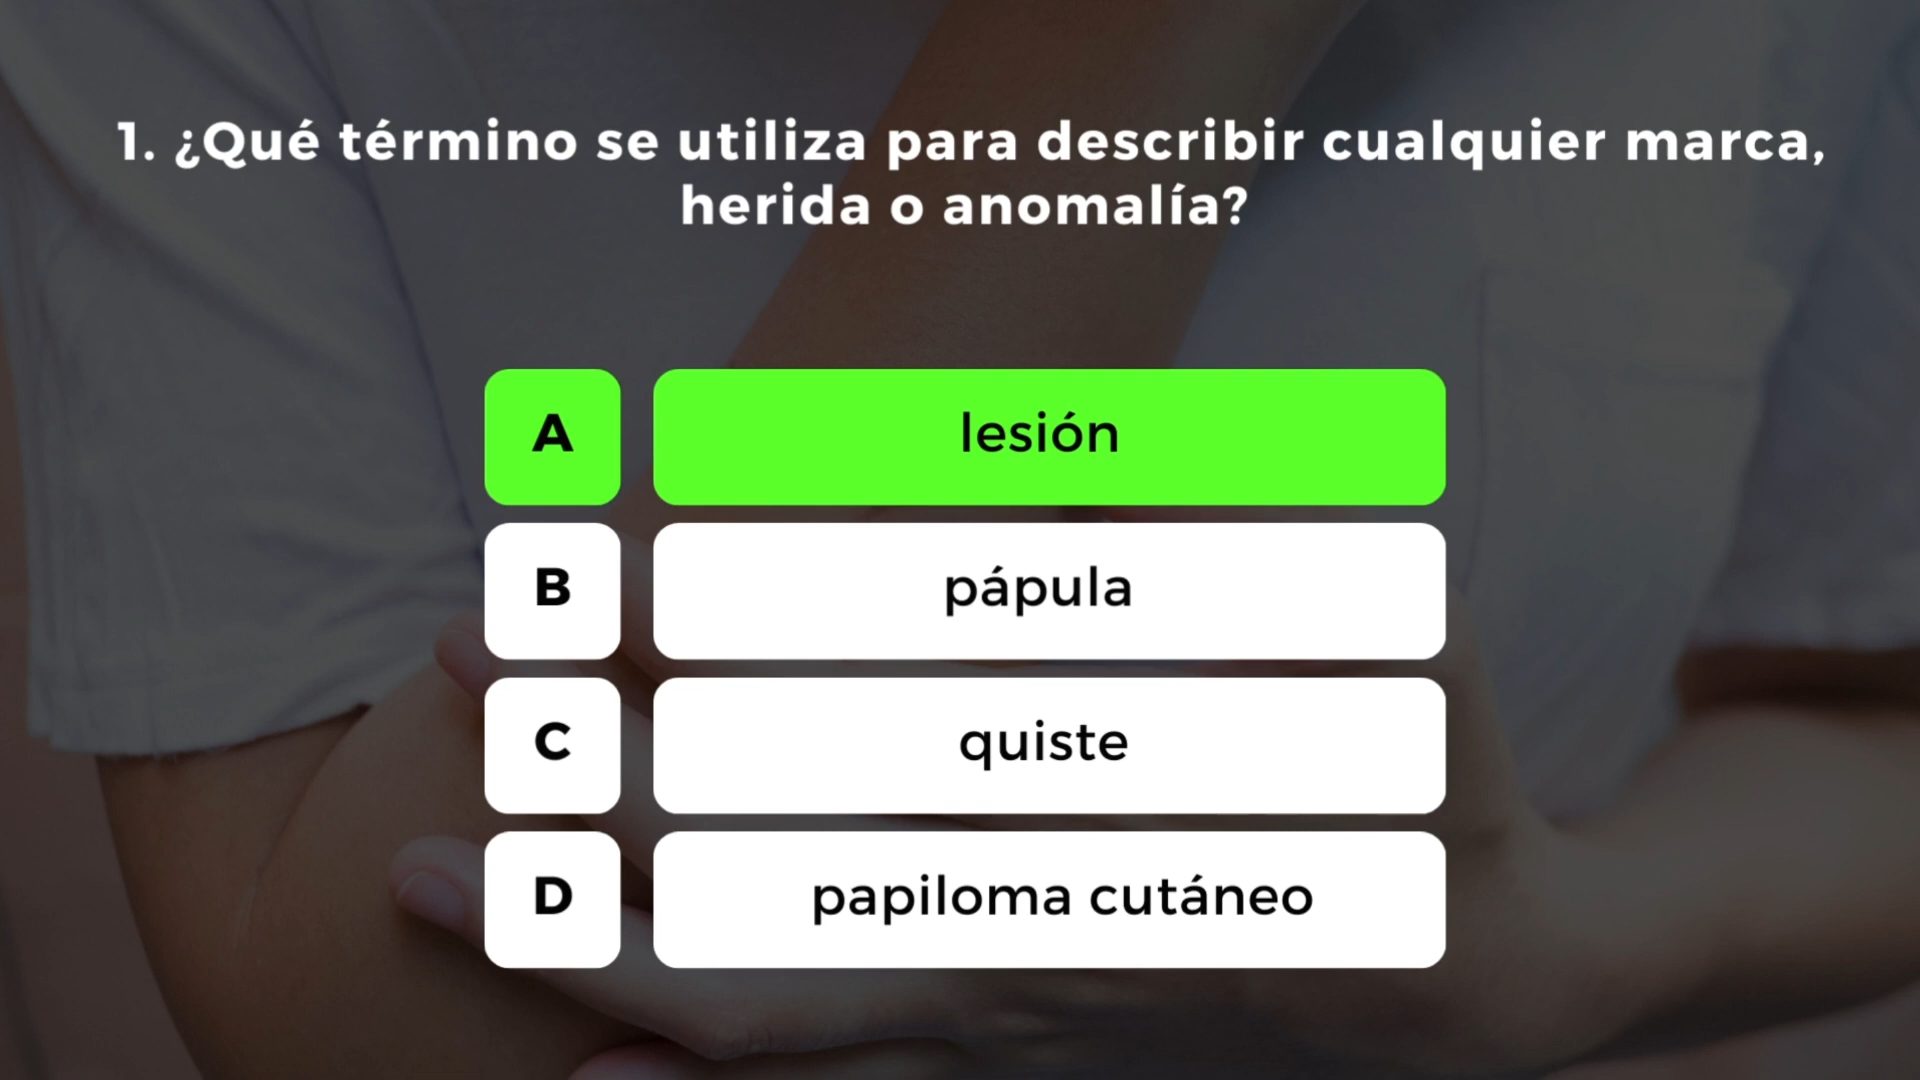 1. ¿Qué término se utiliza para describir cualquier marca,
herida o anomalía?
A lesión
B pápula
C quiste
D papiloma cutáneo